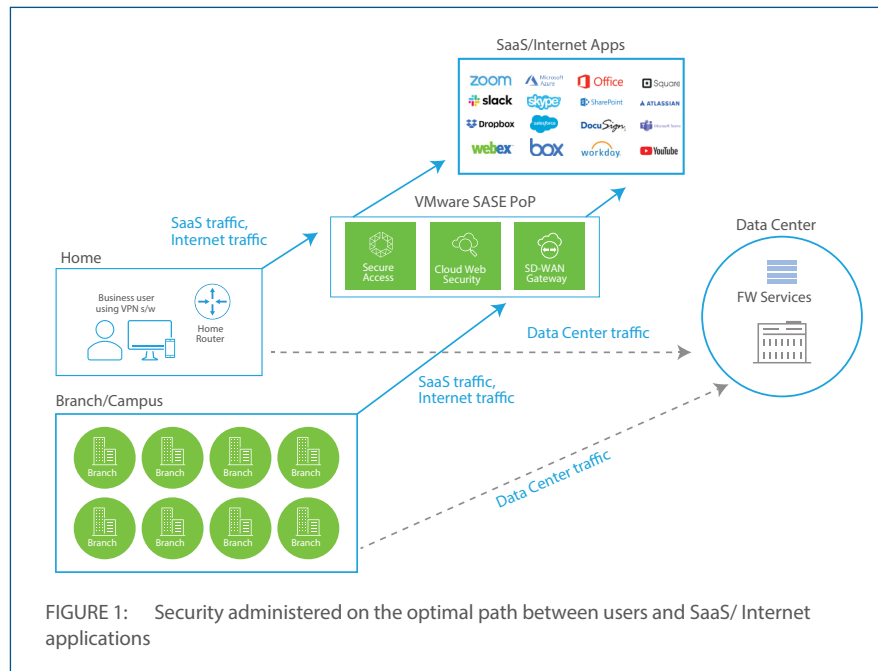 SaaS/Internet Apps
zoom
Microsoft
Azure
Office
Square
slack
skype
SharePoint
ATLASSIAN
Dropbox
salesforce
DocuSign
Microsoft Teams
webex
box
workday.
YouTube
VMware SASE PoP
Secure
Access
Cloud Web
Security
SD-WAN
Gateway
SaaS traffic,
Internet traffic
Home
Business user
using VPN s/w
Home
Router
Data Center
FW Services
Data Center traffic
SaaS traffic,
Internet traffic
Branch/Campus
Branch
Branch
Branch
Branch
Branch
Branch
Branch
Branch
Data Center traffic
FIGURE 1: Security administered on the optimal path between users and SaaS/ Internet
applications